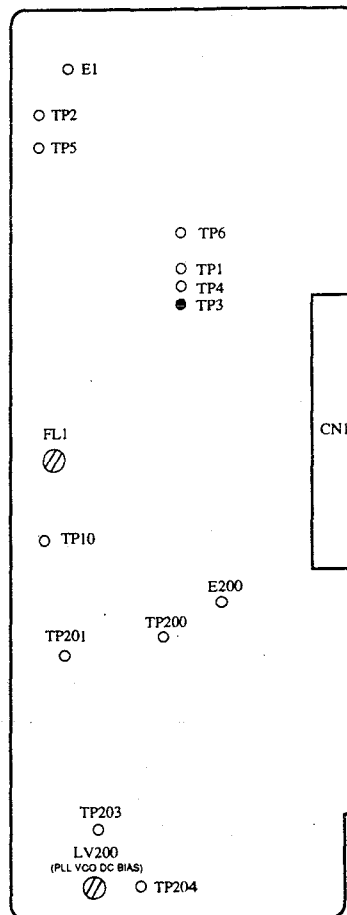 E1
TP2
TP5
TP6
TP1
TP4
TP3
CN1
FL1
TP10
E200
TP200
TP201
TP203
LV200
(PLL VCO DC BIAS)
TP204